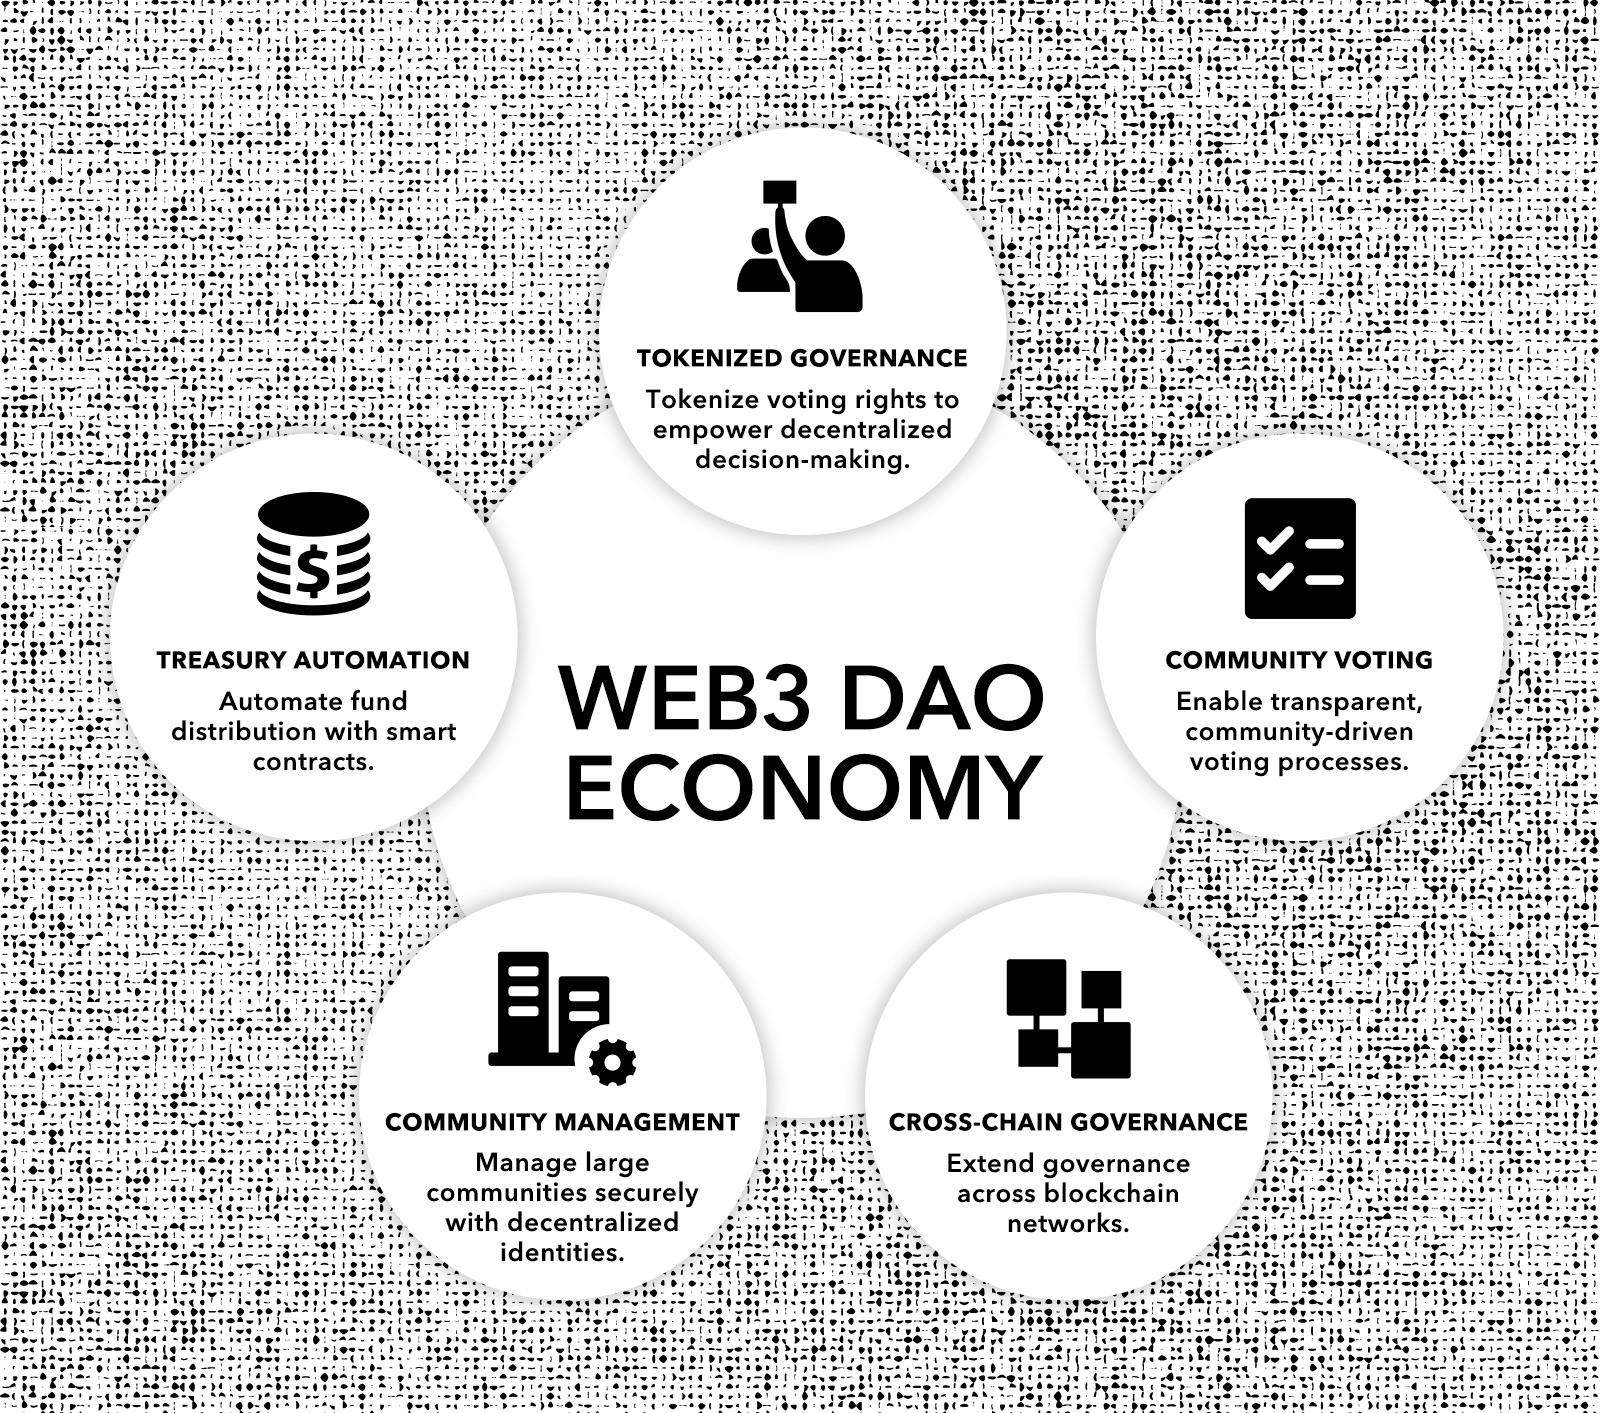 TOKENIZED GOVERNANCE
Tokenize voting rights to
empower decentralized
decision-making.
$
TREASURY AUTOMATION
Automate fund
distribution with smart
contracts.
WEB3 DAO
ECONOMY
COMMUNITY VOTING
Enable transparent,
community-driven
voting processes.
COMMUNITY MANAGEMENT
Manage large
communities securely
with decentralized
identities.
CROSS-CHAIN GOVERNANCE
Extend governance
across blockchain
networks.